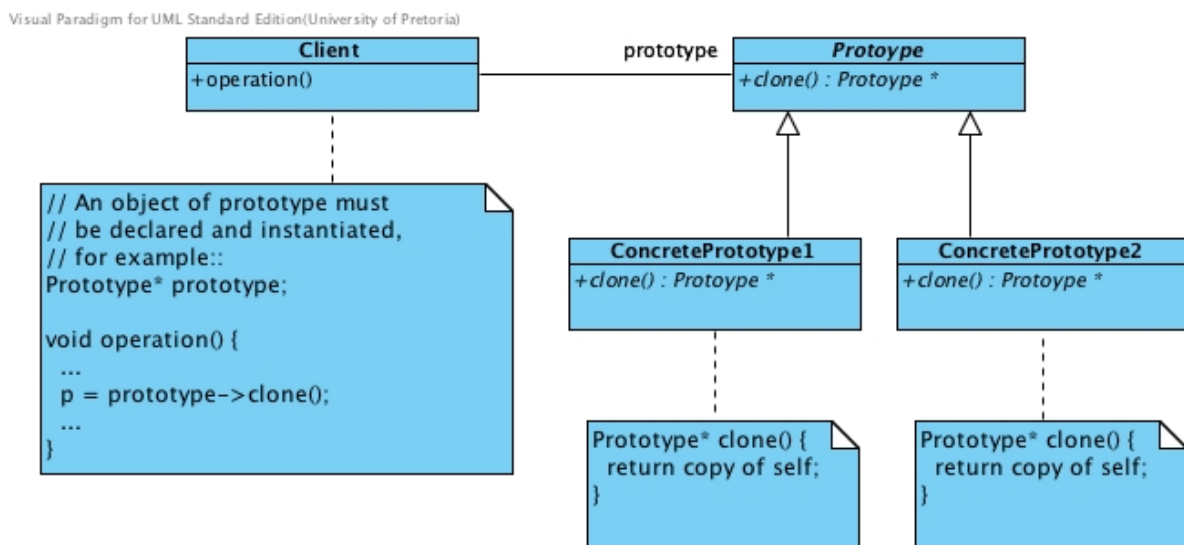 Visual Paradigm for UML Standard Edition(University of Pretoria)
Client
+operation()
prototype
Protoype
+clone() : Protoype *
// An object of prototype must
// be declared and instantiated,
// for example::
Prototype* prototype;
void operation() {
...
p = prototype->clone();
...
}
ConcretePrototype1
+clone() : Protoype *
ConcretePrototype2
+clone() : Protoype *
Prototype* clone() {
return copy of self;
}
Prototype* clone() {
return copy of self;
}